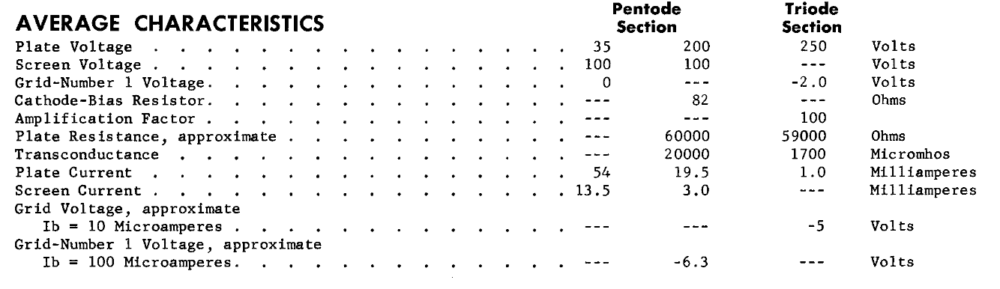 Pentode Triode
AVERAGE CHARACTERISTICS Section Section
Plate Voltage . . . . . . . . . . . . . . . . 35 200 250 Volts
Screen Voltage . . . . . . . . . . . . . . . . 100 100 --- Volts
Grid-Number 1 Voltage. . . . . . . . . . . . . . 0 --- -2.0 Volts
Cathode-Bias Resistor. . . . . . . . . . . . . . --- 82 --- Ohms
Amplification Factor . . . . . . . . . . . . . . --- --- 100
Plate Resistance, approximate . . . . . . . . . . . --- 60000 59000 Ohms
Transconductance . . . . . . . . . . . . . . . --- 20000 1700 Micromhos
Plate Current . . . . . . . . . . . . . . . . 54 19.5 1.0 Milliamperes
Screen Current . . . . . . . . . . . . . . . . 13.5 3.0 --- Milliamperes
Grid Voltage, approximate
Ib = 10 Microamperes . . . . . . . . . . . . . --- --- -5 Volts
Grid-Number 1 Voltage, approximate
Ib = 100 Microamperes. . . . . . . . . . . . . --- -6.3 --- Volts